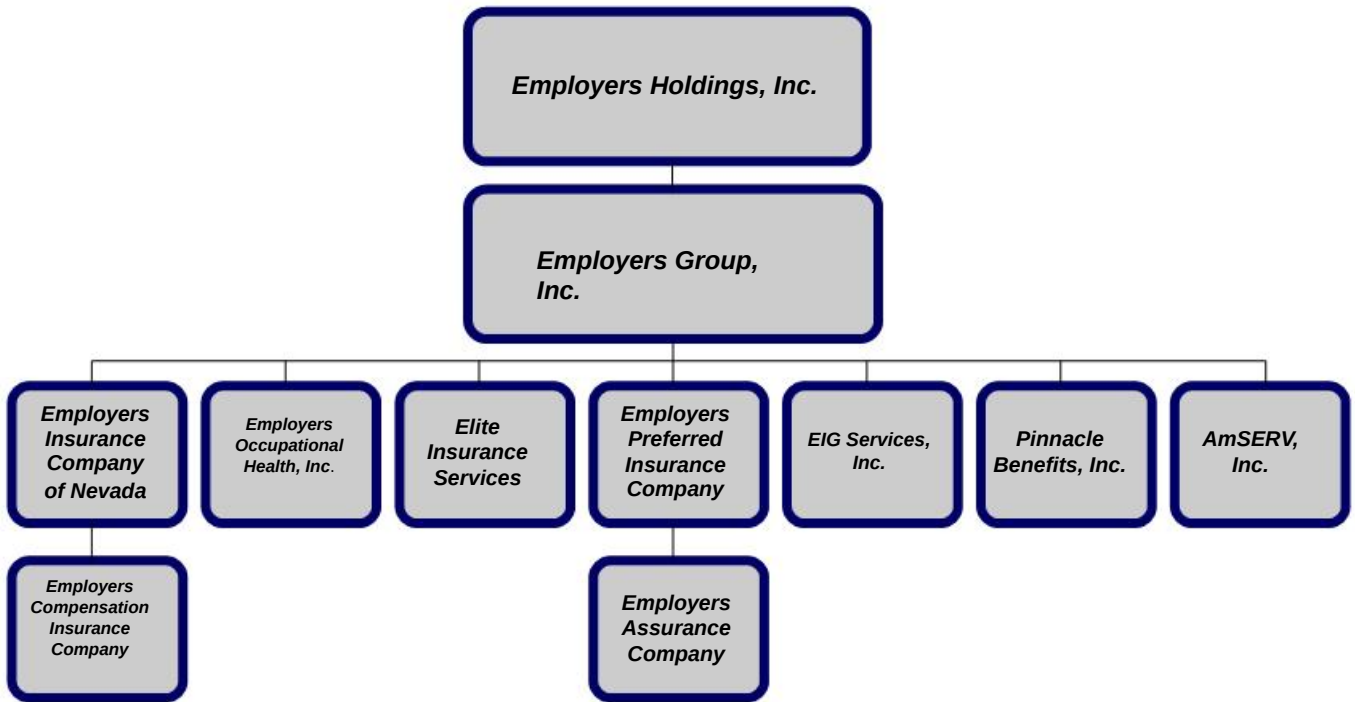 Employers Holdings, Inc.
Employers Group,
Inc.
Employers
Insurance
Company
of Nevada
Employers
Occupational
Health, Inc.
Elite
Insurance
Services
Employers
Preferred
Insurance
Company
EIG Services,
Inc.
Pinnacle
Benefits, Inc.
AmSERV,
Inc.
Employers
Compensation
Insurance
Company
Employers
Assurance
Company